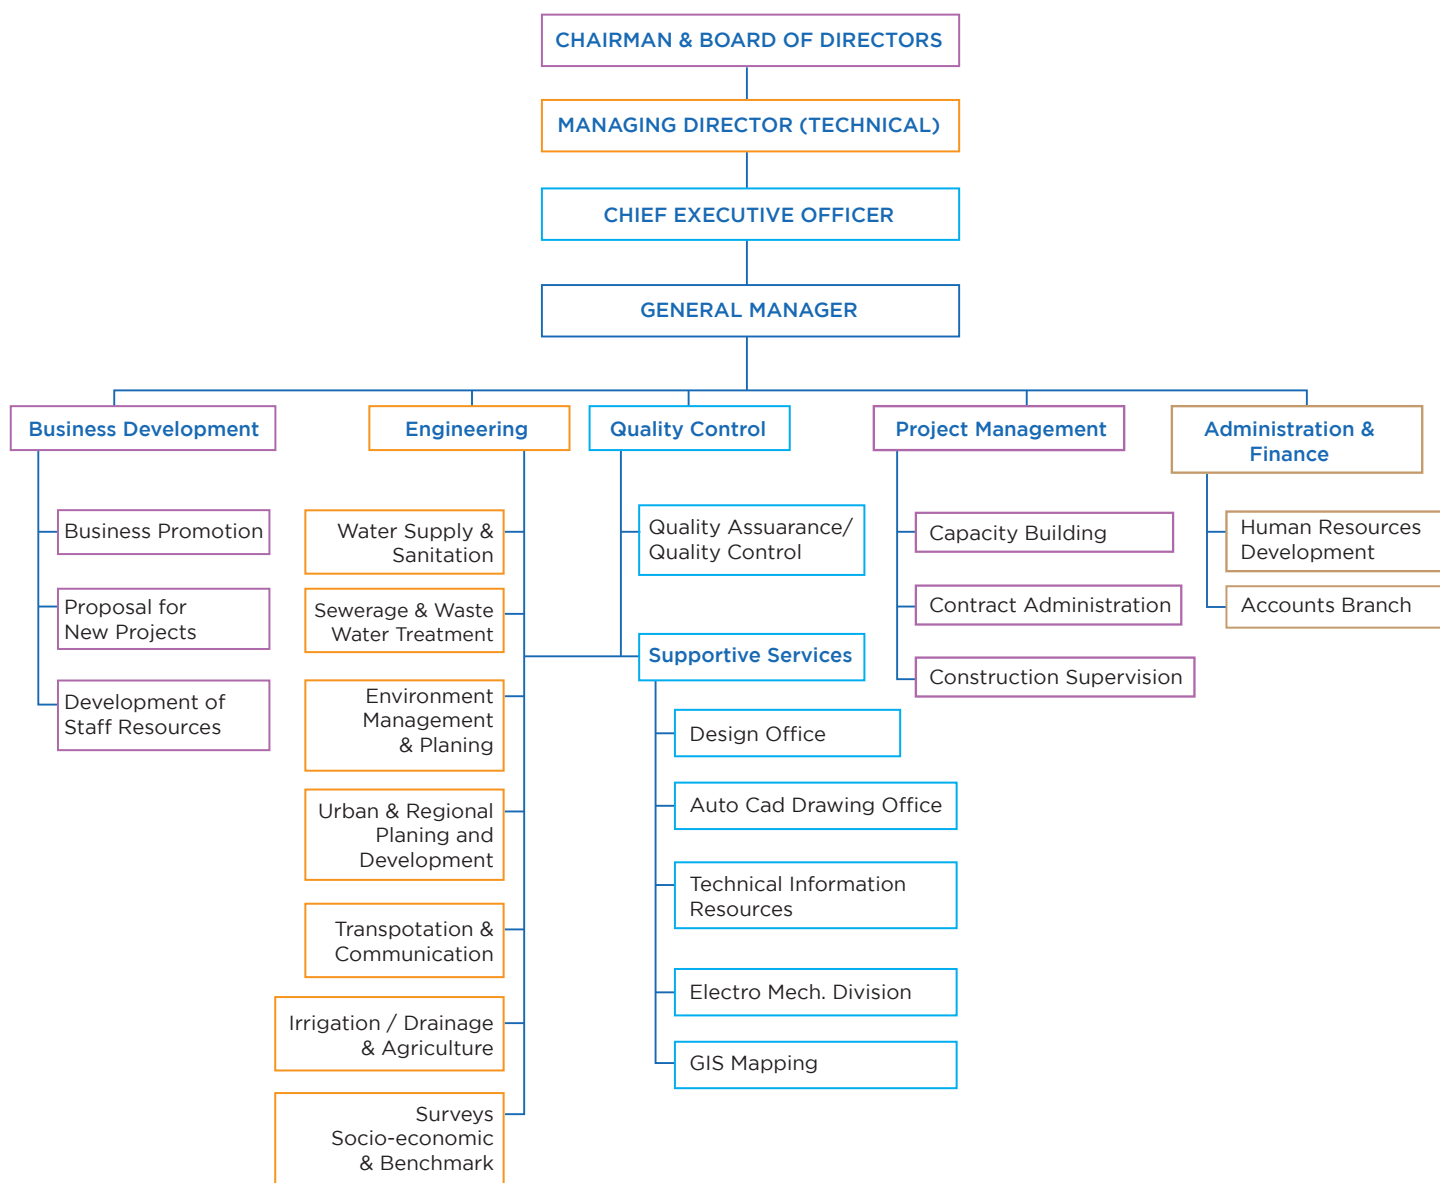 CHAIRMAN & BOARD OF DIRECTORS
MANAGING DIRECTOR (TECHNICAL)
CHIEF EXECUTIVE OFFICER
GENERAL MANAGER
Business Development
Business Promotion
Proposal for
New Projects
Development of
Staff Resources
Engineering
Water Supply &
Sanitation
Sewerage & Waste
Water Treatment
Environment
Management
& Planing
Urban & Regional
Planing and
Development
Transpotation &
Communication
Irrigation / Drainage
& Agriculture
Surveys
Socio-economic
& Benchmark
Quality Control
Quality Assuarance/
Quality Control
Supportive Services
Design Office
Auto Cad Drawing Office
Technical Information
Resources
Electro Mech. Division
GIS Mapping
Project Management
Capacity Building
Contract Administration
Construction Supervision
Administration &
Finance
Human Resources
Development
Accounts Branch